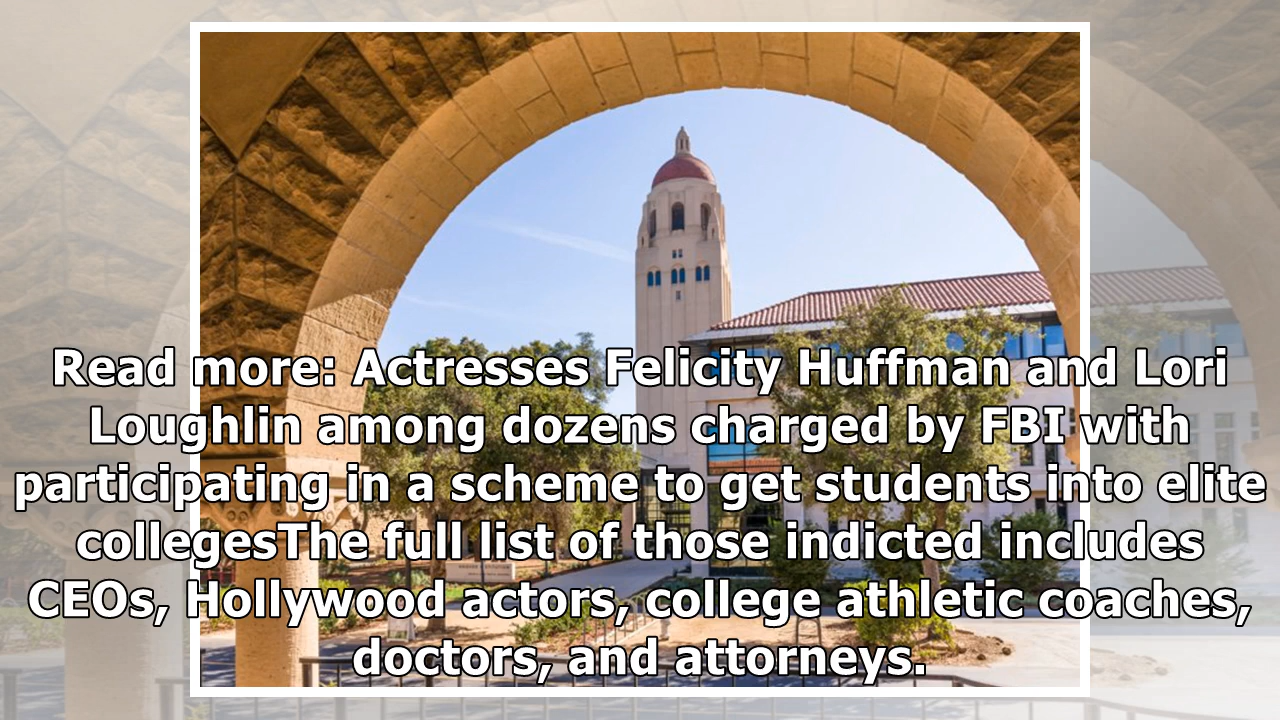 Read more: Actresses Felicity Huffman and Lori
Loughlin among dozens charged by FBI with
participating in a scheme to get students into elite
collegesThe full list of those indicted includes
CEOs, Hollywood actors, college athletic coaches,
doctors, and attorneys.